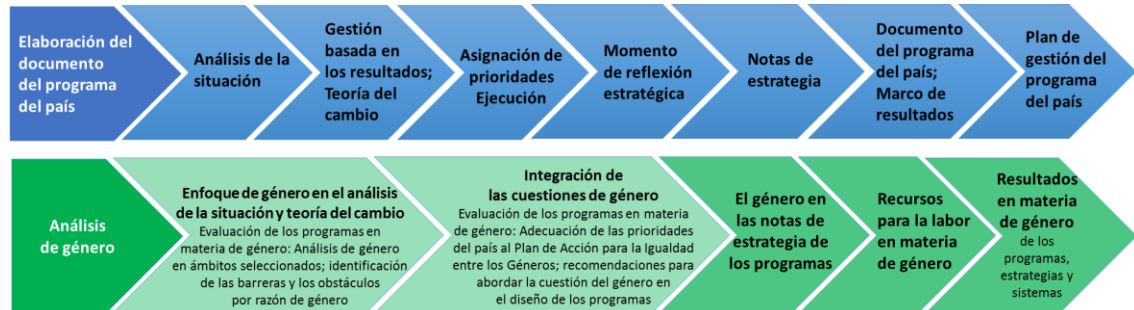 Elaboración del
documento
del programa
del país
Análisis de la
situación
Gestión
basada en
los resultados;
Teoría del
cambio
Asignación de
prioridades
Ejecución
Momento
de reflexión
estratégica
Notas de
estrategia
Documento
del programa
del país;
Marco de
resultados
Plan de
gestión del
programa
del país
Análisis
de género
Enfoque de género en el análisis
de la situación y teoría del cambio
Evaluación de los programas en
materia de género: Análisis de género
en ámbitos seleccionados; identificación
de las barreras y los obstáculos
por razón de género
Integración de
las cuestiones de género
Evaluación de los programas en materia
de género: Adecuación de las prioridades
del país al Plan de Acción para la Igualdad
entre los Géneros; recomendaciones para
abordar la cuestión del género en
el diseño de los programas
El género en
las notas de
estrategia de
los programas
Recursos
para la labor
en materia
de género
Resultados
en materia
de género
de los
programas,
estrategias y
sistemas